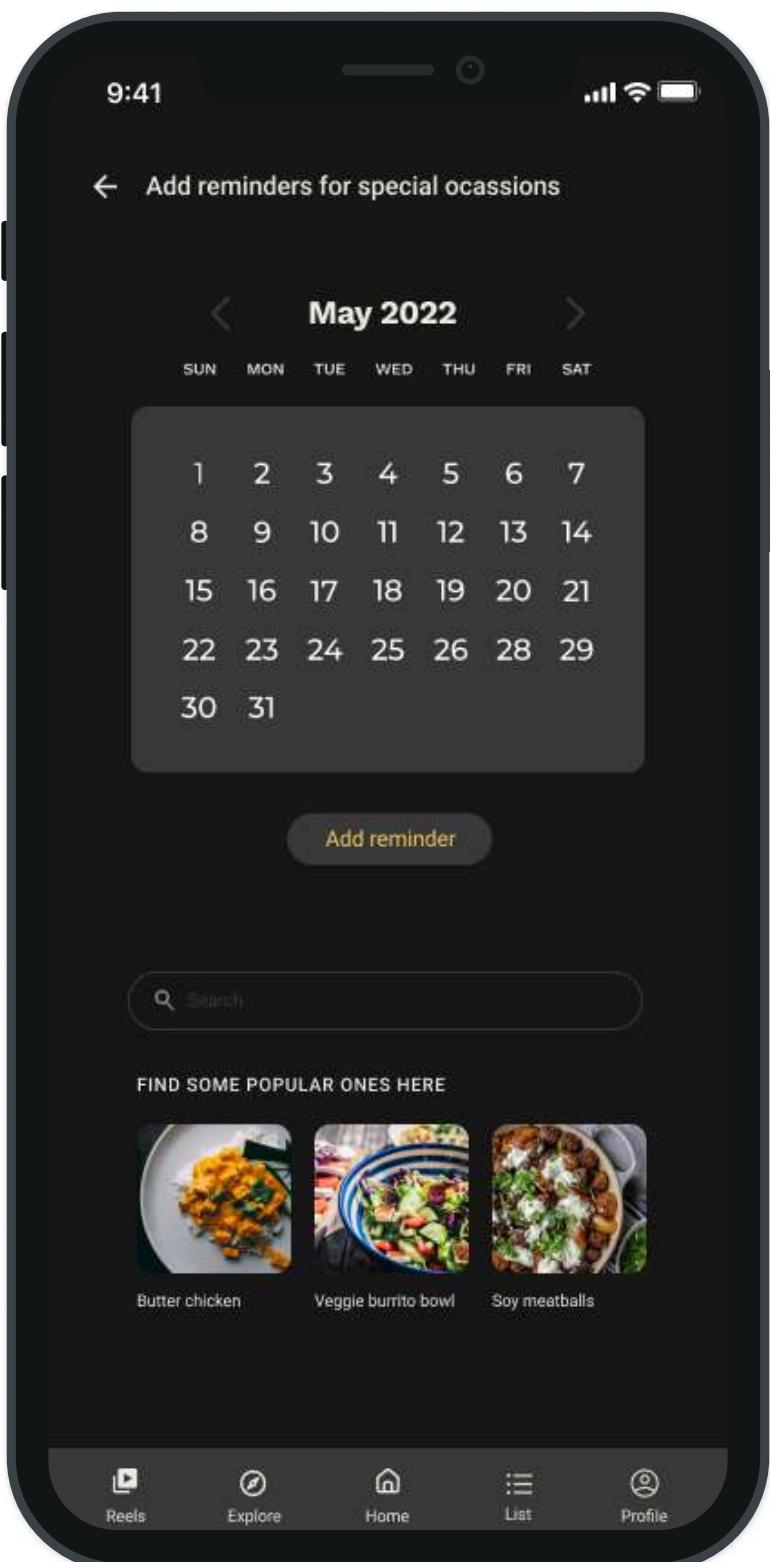 9:41
Add reminders for special ocassions
May 2022
SUN MON TUE WED THU FRI SAT
1 2 3 4 5 6 7
8 9 10 11 12 13 14
15 16 17 18 19 20 21
22 23 24 25 26 28 29
30 31
Add reminder
Search
FIND SOME POPULAR ONES HERE
Butter chicken Veggie burrito bowl Soy meatballs
Reels Explore Home List Profile